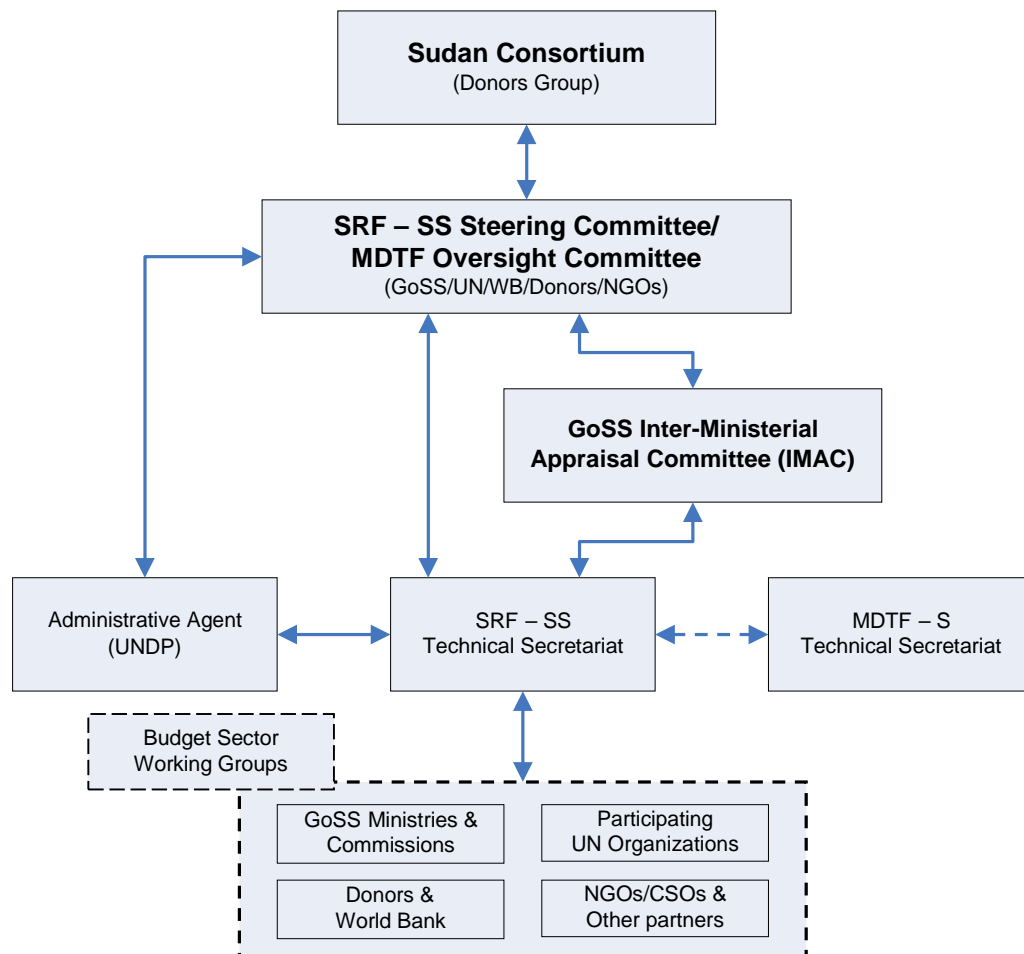 Sudan Consortium
(Donors Group)
SRF – SS Steering Committee/
MDTF Oversight Committee
(GoSS/UN/WB/Donors/NGOs)
GoSS Inter-Ministerial
Appraisal Committee (IMAC)
Administrative Agent
(UNDP)
SRF – SS
Technical Secretariat
MDTF – S
Technical Secretariat
Budget Sector
Working Groups
GoSS Ministries &
Commissions
Participating
UN Organizations
Donors &
World Bank
NGOs/CSOs &
Other partners